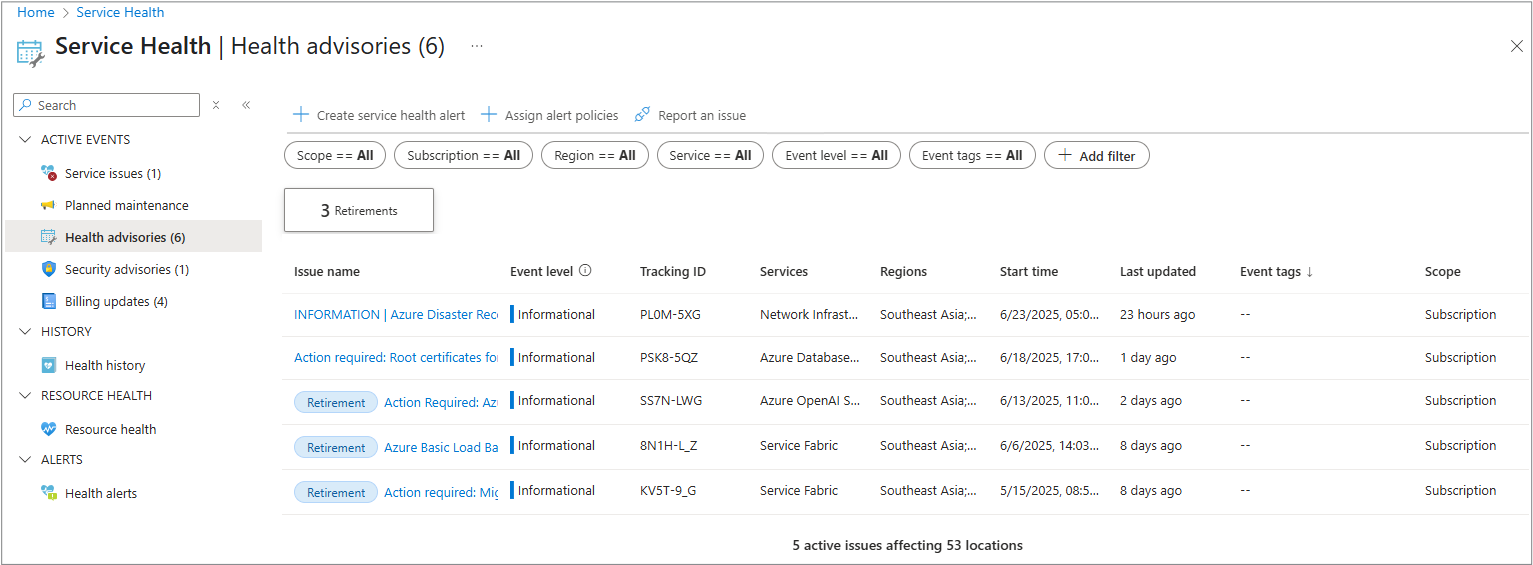 Home > Service Health
Service Health | Health advisories (6) ...
Search
ACTIVE EVENTS
Service issues (1)
Planned maintenance
Health advisories (6)
Security advisories (1)
Billing updates (4)
HISTORY
Health history
RESOURCE HEALTH
Resource health
ALERTS
Health alerts
Create service health alert Assign alert policies Report an issue
Scope == All Subscription == All Region == All Service == All Event level == All Event tags == All Add filter
3 Retirements
Issue name Event level Tracking ID Services Regions Start time Last updated Event tags ↓ Scope
INFORMATION | Azure Disaster Rec Informational PL0M-5XG Network Infrast... Southeast Asia;... 6/23/2025, 05:0... 23 hours ago -- Subscription
Action required: Root certificates fo Informational PSK8-5QZ Azure Database... Southeast Asia;... 6/18/2025, 17:0... 1 day ago -- Subscription
Retirement Action Required: Az Informational SS7N-LWG Azure OpenAI S... Southeast Asia;... 6/13/2025, 11:0... 2 days ago -- Subscription
Retirement Azure Basic Load Ba Informational 8N1H-L_Z Service Fabric Southeast Asia;... 6/6/2025, 14:03... 8 days ago -- Subscription
Retirement Action required: Mig Informational KV5T-9_G Service Fabric Southeast Asia;... 5/15/2025, 08:5... 8 days ago -- Subscription
5 active issues affecting 53 locations